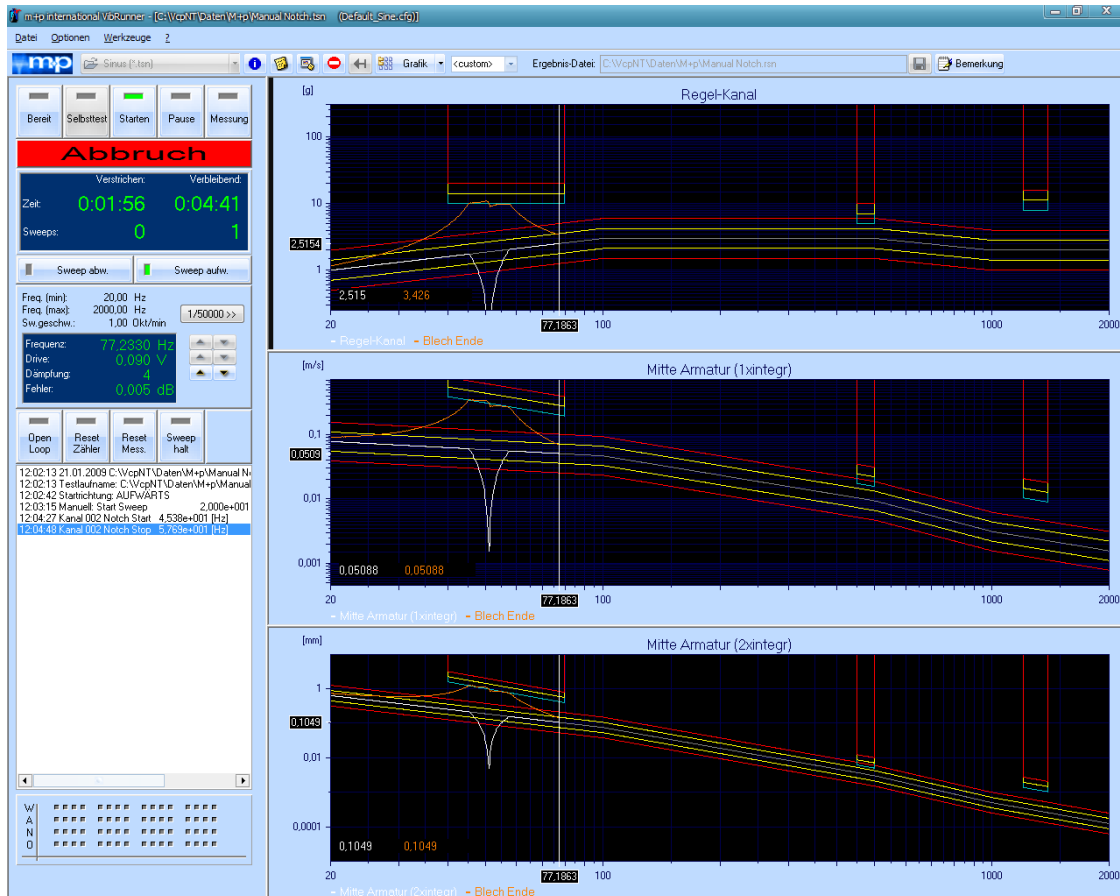 m+p international VibRunner - [C:\VcpNT\Daten\M+p\Manual Notch.tsn (Default_Sine.cfg)]
Datei Optionen Werkzeuge ?
m+p Sinus (*.tsn) Grafik <custom> Ergebnis-Datei: C:\VcpNT\Daten\M+p\Manual Notch.rsn Bemerkung
Bereit Selbsttest Starten Pause Messung
Abbruch
Verstrichen: Verbleibend:
Zeit: 0:01:56 0:04:41
Sweeps: 0 1
Sweep abw. Sweep aufw.
Freq. (min): 20,00 Hz
Freq. (max): 2000,00 Hz
Sw.geschw.: 1,00 Okt/min
1/50000 >>
Frequenz: 77,2330 Hz
Drive: 0,090 V
Dämpfung: 4
Fehler: 0,005 dB
Open Loop
Reset Zähler
Reset Mess.
Sweep halt
12:02:13 21.01.2009 C:\VcpNT\Daten\M+p\Manual N
12:02:13 Testlaufname: C:\VcpNT\Daten\M+p\Manual
12:02:42 Startrichtung: AUFWÄRTS
12:03:15 Manuell: Start Sweep 2,000e+001
12:04:27 Kanal 002 Notch Start 4,538e+001 [Hz]
12:04:48 Kanal 002 Notch Stop 5,769e+001 [Hz]
W
A
N
O
[g] Regel-Kanal
100
10
2,5154
1
2,515 3,426
20 77,1863 100 1000 2000
Regel-Kanal Blech Ende
[m/s] Mitte Armatur (1xintegr)
0,1
0,0509
0,01
0,001
0,05088 0,05088
20 77,1863 100 1000 2000
Mitte Armatur (1xintegr) Blech Ende
[mm] Mitte Armatur (2xintegr)
1
0,1049
0,01
0,0001
0,1049 0,1049
20 77,1863 100 1000 2000
Mitte Armatur (2xintegr) Blech Ende